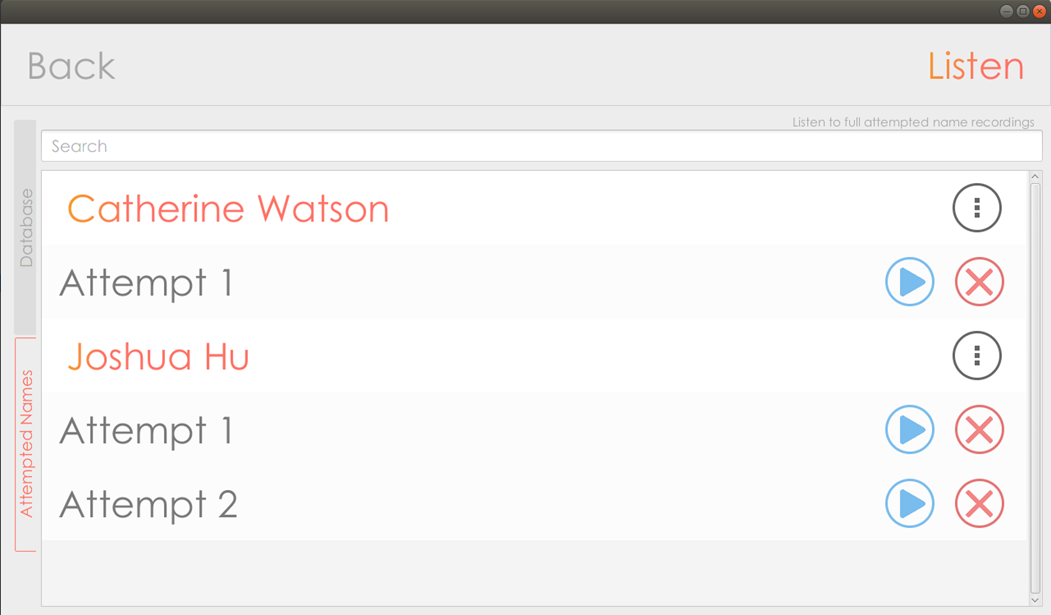 Back
Listen
Listen to full attempted name recordings
Search
Database
Attempted Names
Catherine Watson
Attempt 1
Joshua Hu
Attempt 1
Attempt 2